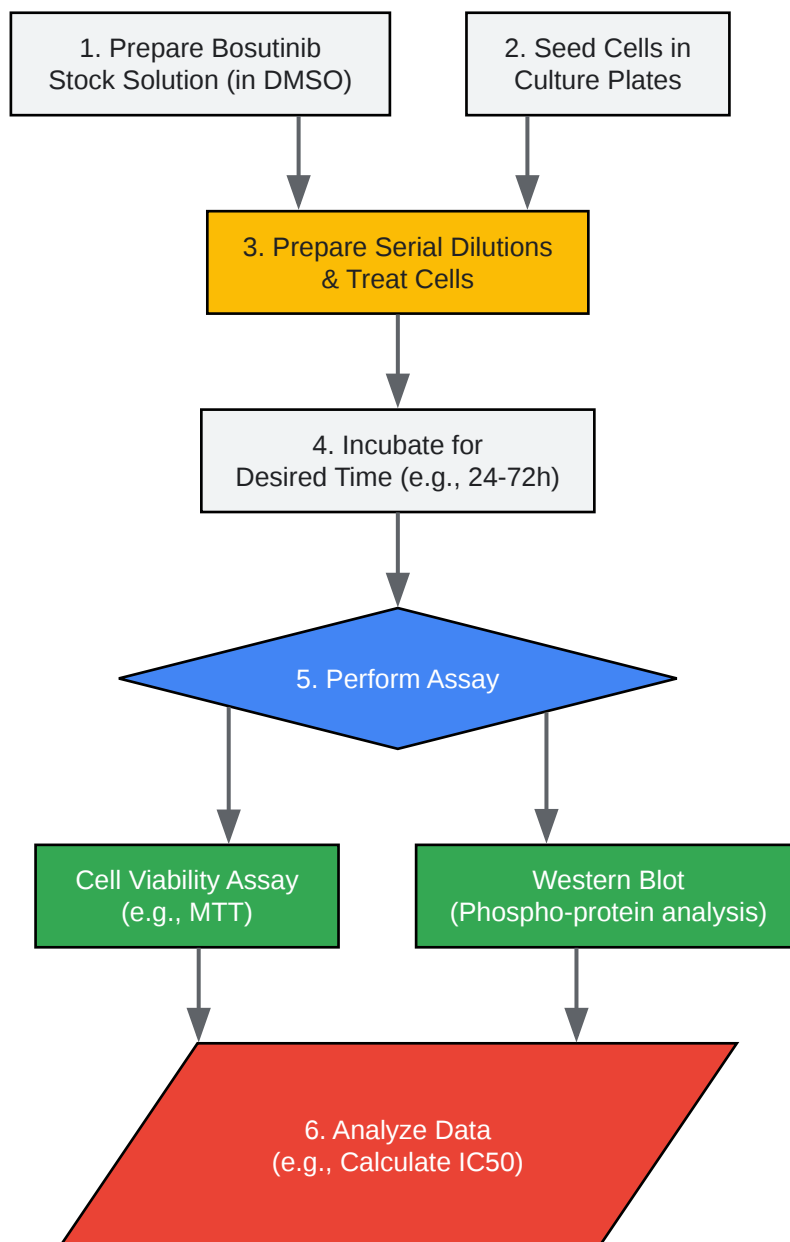 1. Prepare Bosutinib
Stock Solution (in DMSO)
2. Seed Cells in
Culture Plates
3. Prepare Serial Dilutions
& Treat Cells
4. Incubate for
Desired Time (e.g., 24-72h)
5. Perform Assay
Cell Viability Assay
(e.g., MTT)
Western Blot
(Phospho-protein analysis)
6. Analyze Data
(e.g., Calculate IC50)